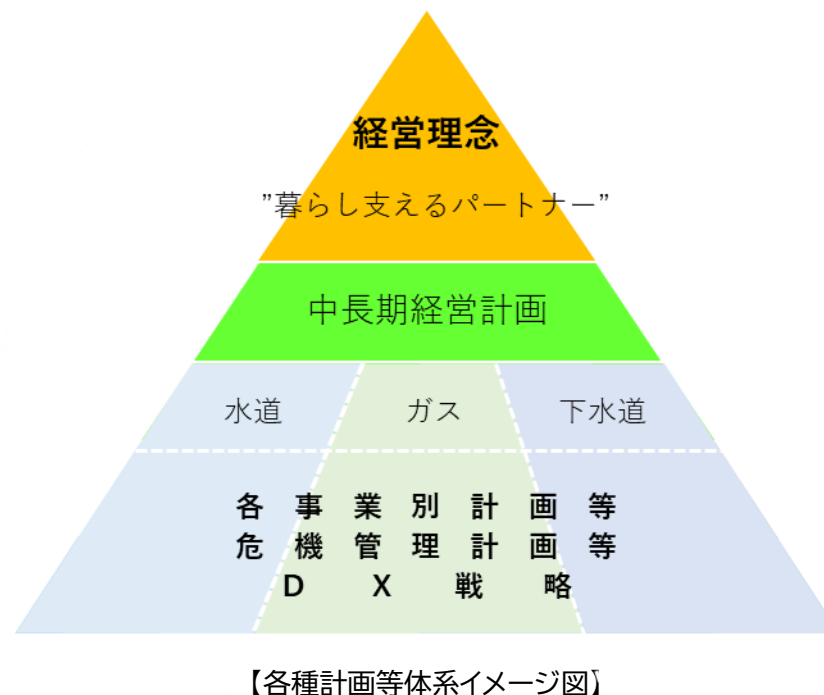 経営理念
”暮らし支えるパートナー”
中長期経営計画
水道 ガス 下水道
各事業別計画等
危機管理計画等
DX戦略
【各種計画等体系イメージ図】